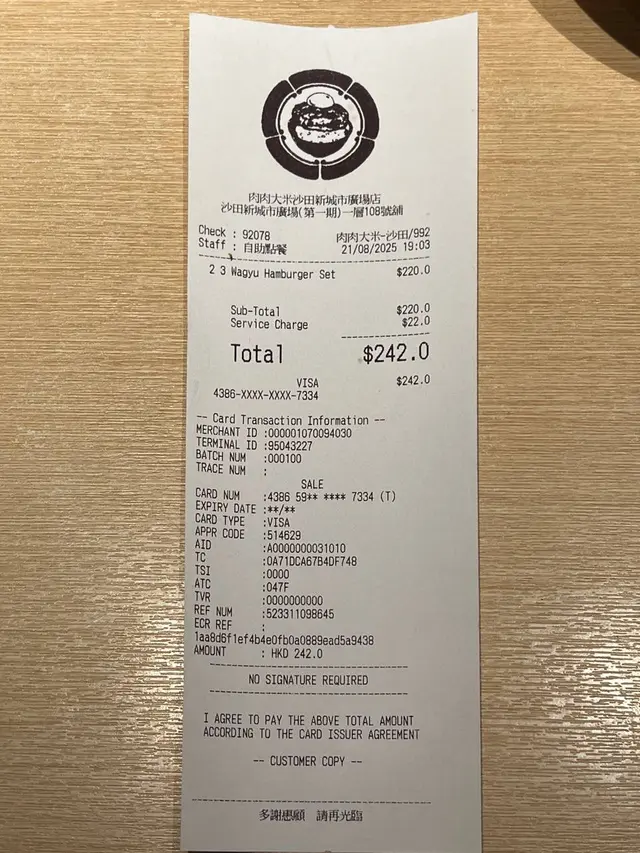 肉肉大米沙田新城市廣場店
沙田新城市廣場(第一期)一層108號舖
Check : 92078 肉肉大米-沙田/992
Staff : 自助點餐 21/08/2025 19:03
2 3 Wagyu Hamburger Set $220.0
Sub-Total $220.0
Service Charge $22.0
Total $242.0
VISA $242.0
4386-XXXX-XXXX-7334
-- Card Transaction Information --
MERCHANT ID :000001070094030
TERMINAL ID :95043227
BATCH NUM :000100
TRACE NUM :
SALE
CARD NUM :4386 59** **** 7334 (T)
EXPIRY DATE :**/**
CARD TYPE :VISA
APPR CODE :514629
AID :A0000000031010
TC :0A71DCA67B4DF748
TSI :0000
ATC :047F
TVR :0000000000
REF NUM :523311098645
ECR REF :
1aa8d6f1ef4b4e0fb0a0889ead5a9438
AMOUNT : HKD 242.0
NO SIGNATURE REQUIRED
I AGREE TO PAY THE ABOVE TOTAL AMOUNT
ACCORDING TO THE CARD ISSUER AGREEMENT
-- CUSTOMER COPY --
多謝惠顧 請再光臨